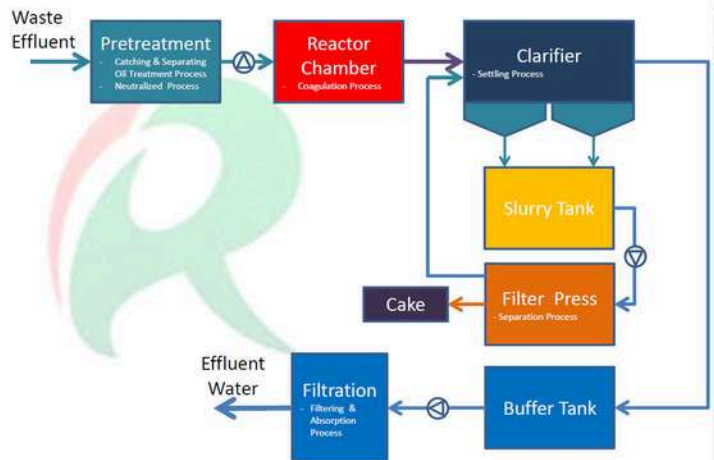 Waste
Effluent
Pretreatment
- Catching & Separating
Oil Treatment Process
- Neutralized Process
Reactor
Chamber
- Coagulation Process
Clarifier
- Settling Process
Slurry Tank
Filter Press
- Separation Process
Cake
Effluent
Water
Filtration
- Filtering &
Absorption
Process
Buffer Tank